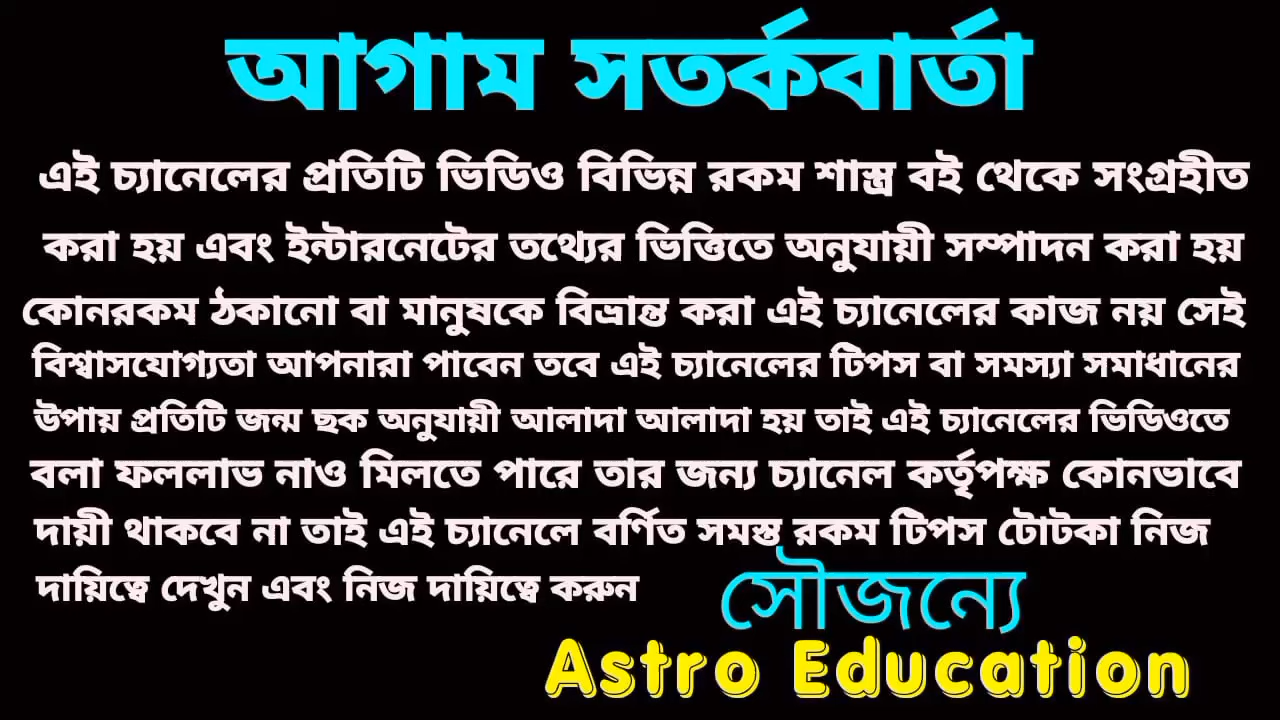 আগাম সতর্কবার্তা
এই চ্যানেলের প্রতিটি ভিডিও বিভিন্ন রকম শাস্ত্র বই থেকে সংগ্রহীত
করা হয় এবং ইন্টারনেটের তথ্যের ভিত্তিতে অনুযায়ী সম্পাদন করা হয়
কোনরকম ঠকানো বা মানুষকে বিভ্রান্ত করা এই চ্যানেলের কাজ নয় সেই
বিশ্বাসযোগ্যতা আপনারা পাবেন তবে এই চ্যানেলের টিপস বা সমস্যা সমাধানের
উপায় প্রতিটি জন্ম ছক অনুযায়ী আলাদা আলাদা হয় তাই এই চ্যানেলের ভিডিওতে
বলা ফললাভ নাও মিলতে পারে তার জন্য চ্যানেল কর্তৃপক্ষ কোনভাবে
দায়ী থাকবে না তাই এই চ্যানেলে বর্ণিত সমস্ত রকম টিপস টোটকা নিজ
দায়িত্বে দেখুন এবং নিজ দায়িত্বে করুন
সৌজন্যে
Astro Education